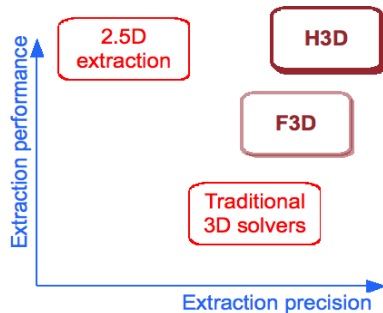 2.5D
extraction
H3D
F3D
Traditional
3D solvers
Extraction performance
Extraction precision